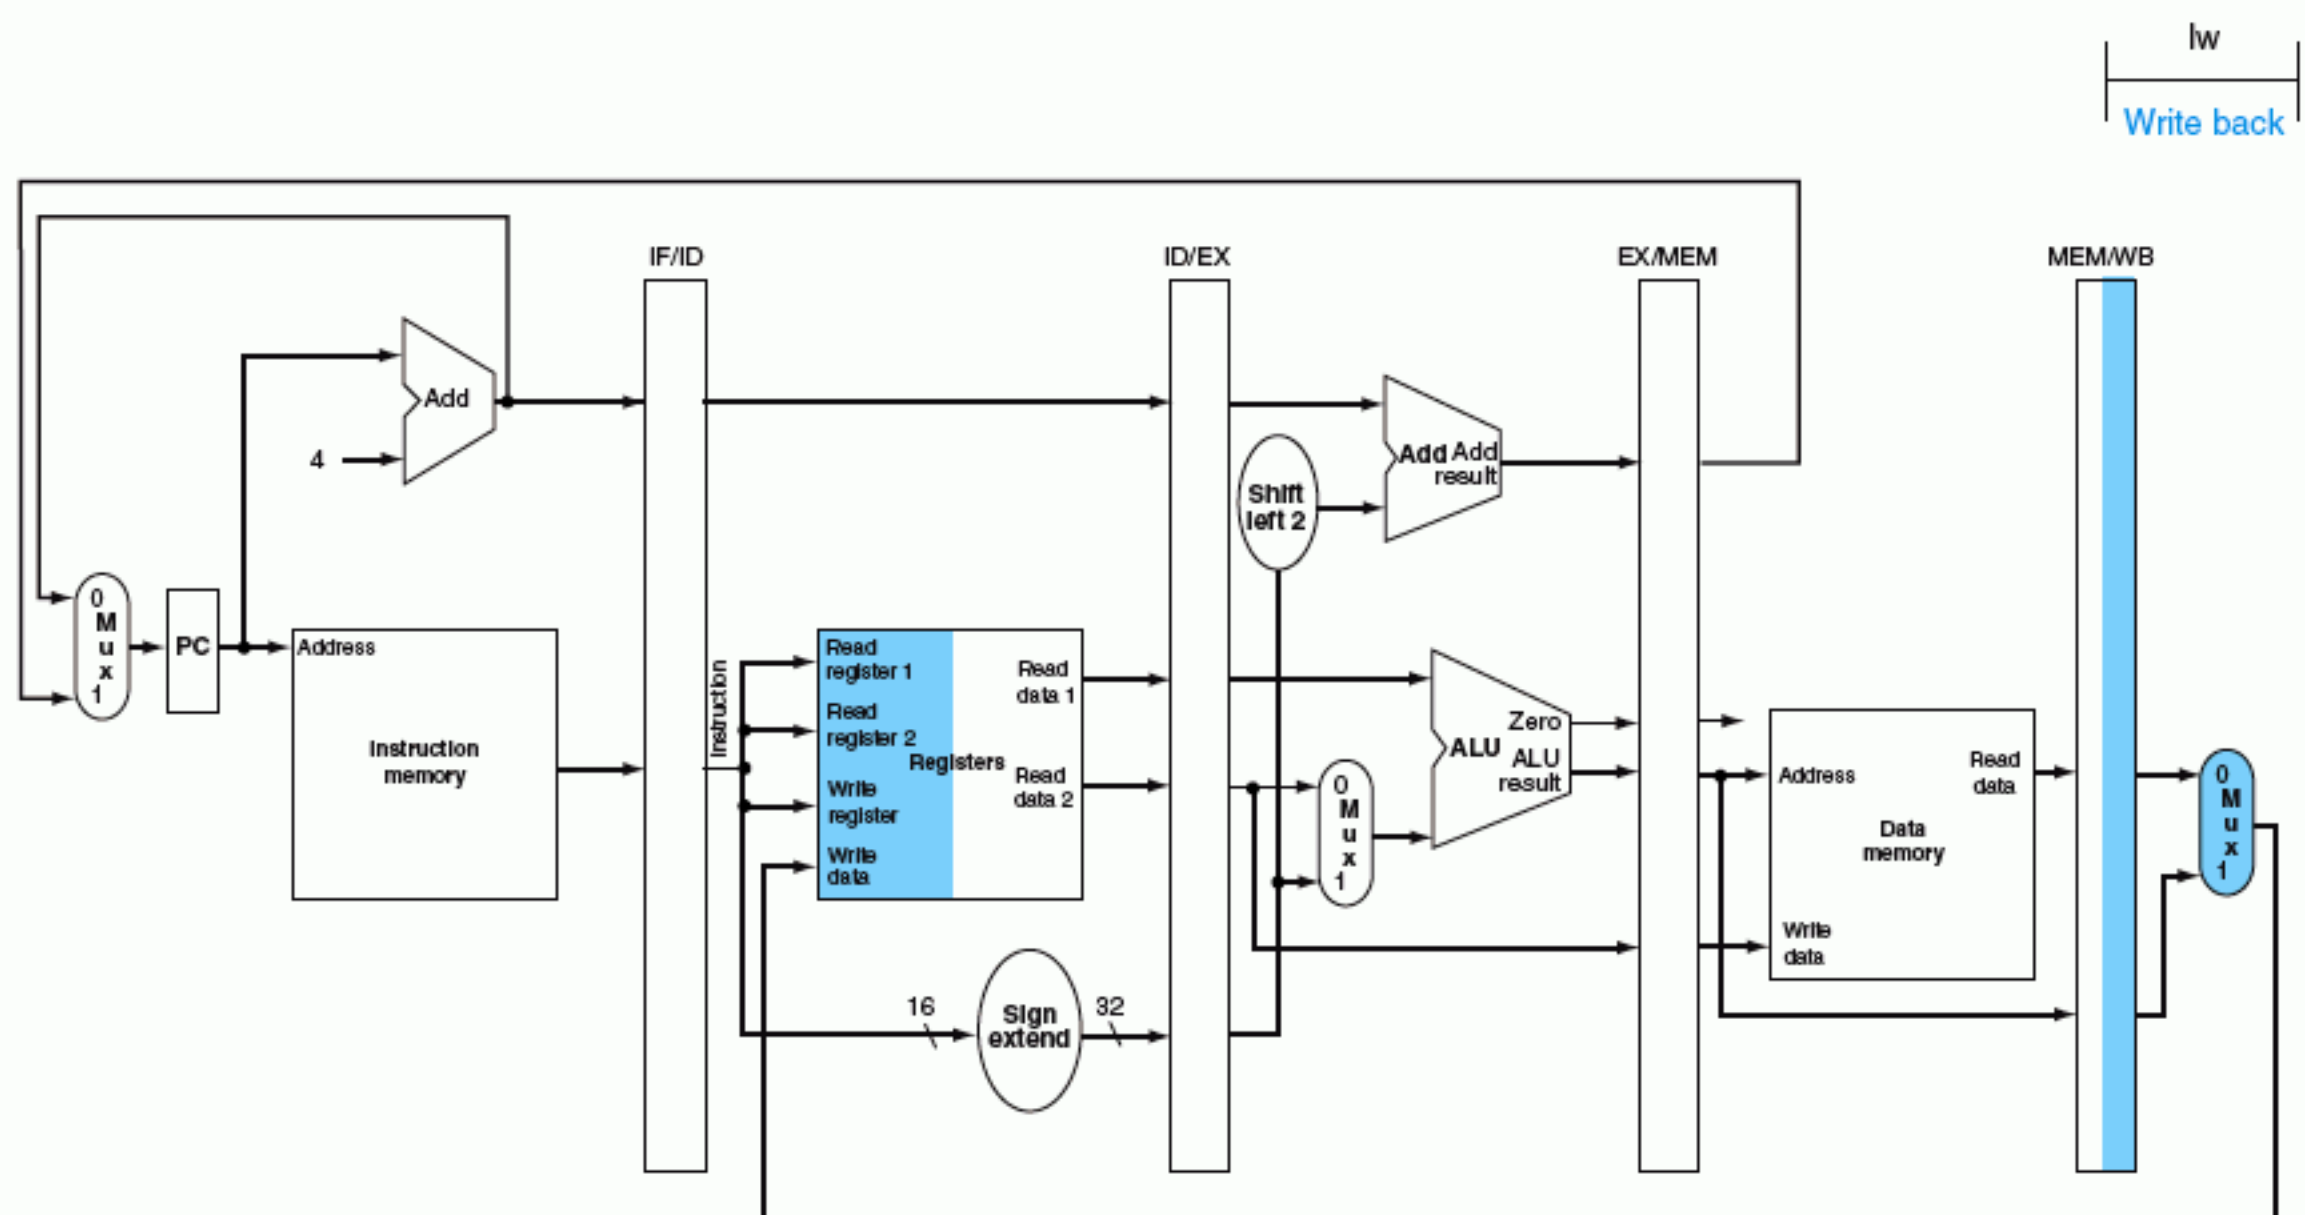 lw
Write back
IF/ID
ID/EX
EX/MEM
MEM/WB
Add
4
Add Add
result
Shift
left 2
0
M
u
x
1
PC
Address
Instruction
memory
Instruction
Read
register 1
Read
register 2
Write
register
Write
data
Registers
Read
data 1
Read
data 2
16
Sign
extend
32
0
M
u
x
1
Zero
ALU
ALU
result
Address
Read
data
Data
memory
Write
data
0
M
u
x
1